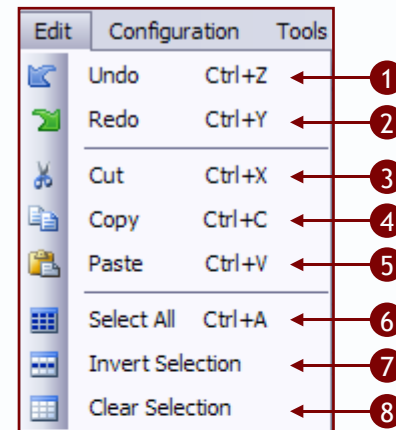 Edit Configuration Tools
Undo Ctrl+Z 1
Redo Ctrl+Y 2
Cut Ctrl+X 3
Copy Ctrl+C 4
Paste Ctrl+V 5
Select All Ctrl+A 6
Invert Selection 7
Clear Selection 8